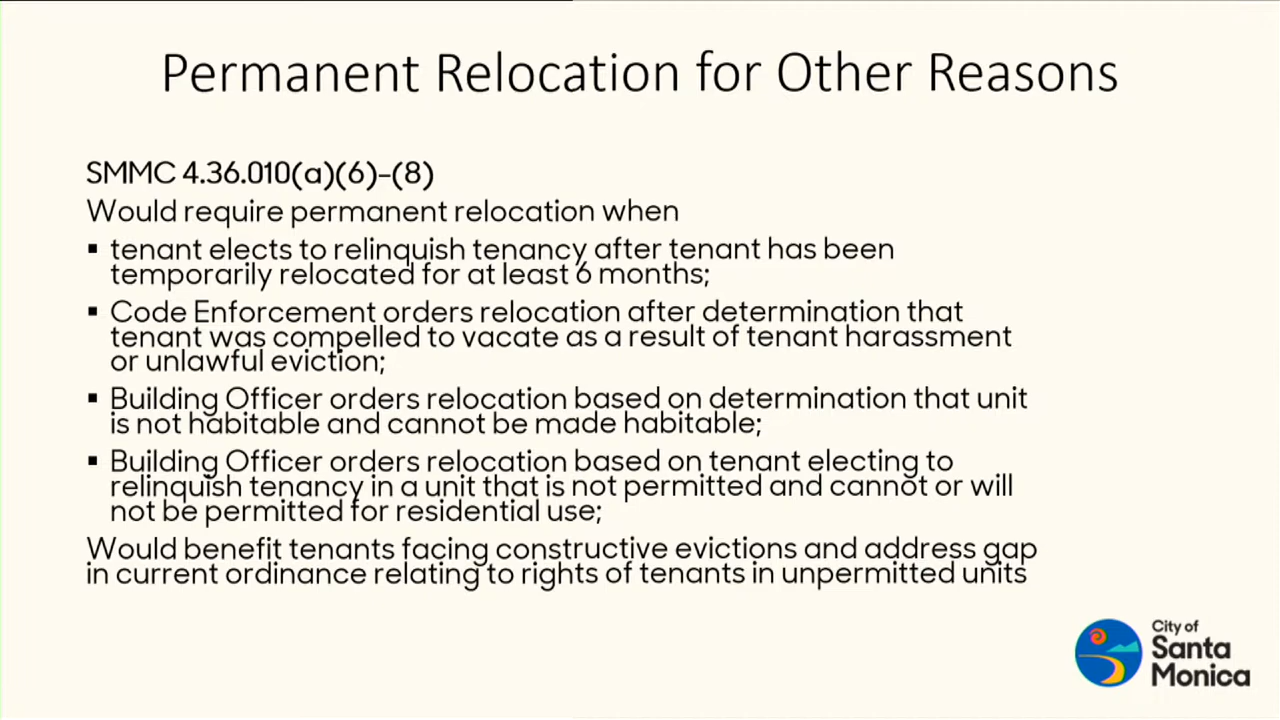 Permanent Relocation for Other Reasons
SMMC 4.36.010(a)(6)-(8)
Would require permanent relocation when
▪ tenant elects to relinquish tenancy after tenant has been
temporarily relocated for at least 6 months;
▪ Code Enforcement orders relocation after determination that
tenant was compelled to vacate as a result of tenant harassment
or unlawful eviction;
▪ Building Officer orders relocation based on determination that unit
is not habitable and cannot be made habitable;
▪ Building Officer orders relocation based on tenant electing to
relinquish tenancy in a unit that is not permitted and cannot or will
not be permitted for residential use;
Would benefit tenants facing constructive evictions and address gap
in current ordinance relating to rights of tenants in unpermitted units
City of
Santa
Monica